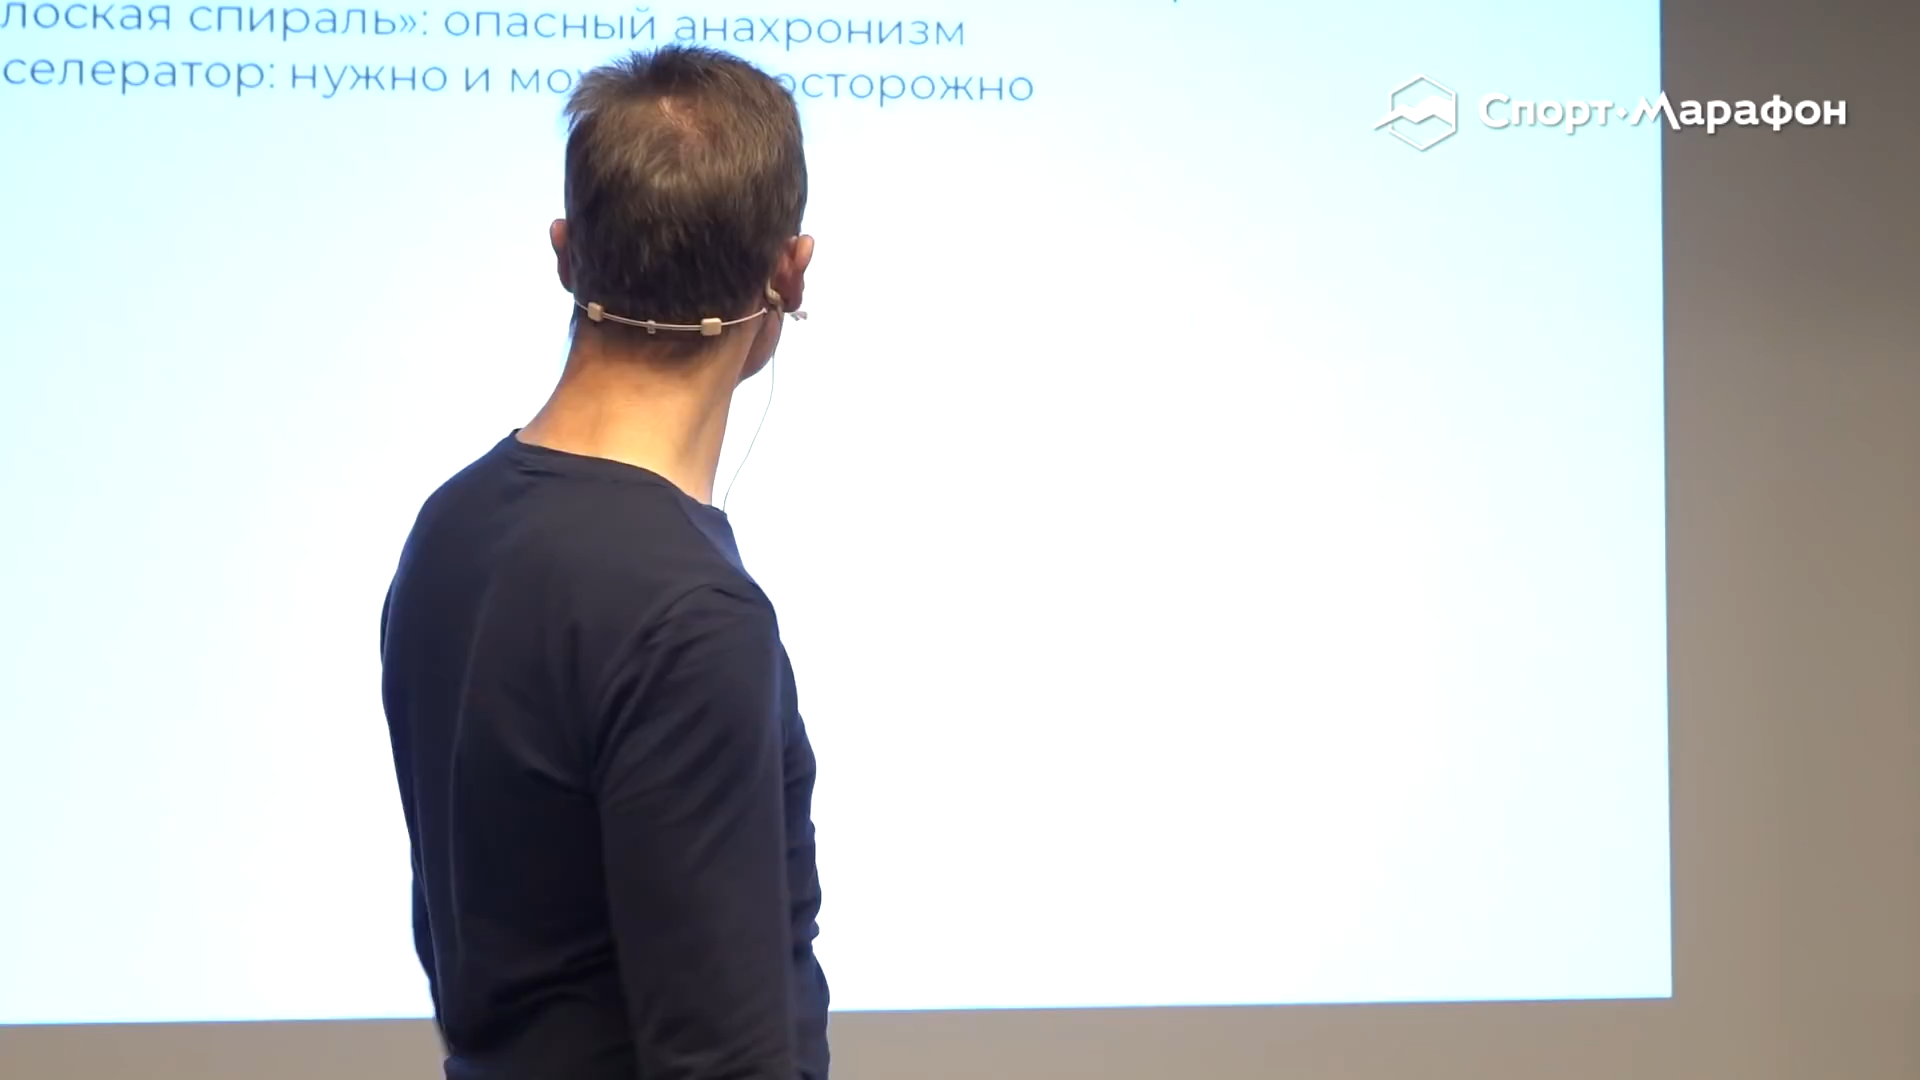 лоская спираль»: опасный анахронизм
селератор: нужно и мо осторожно
Спорт·Марафон